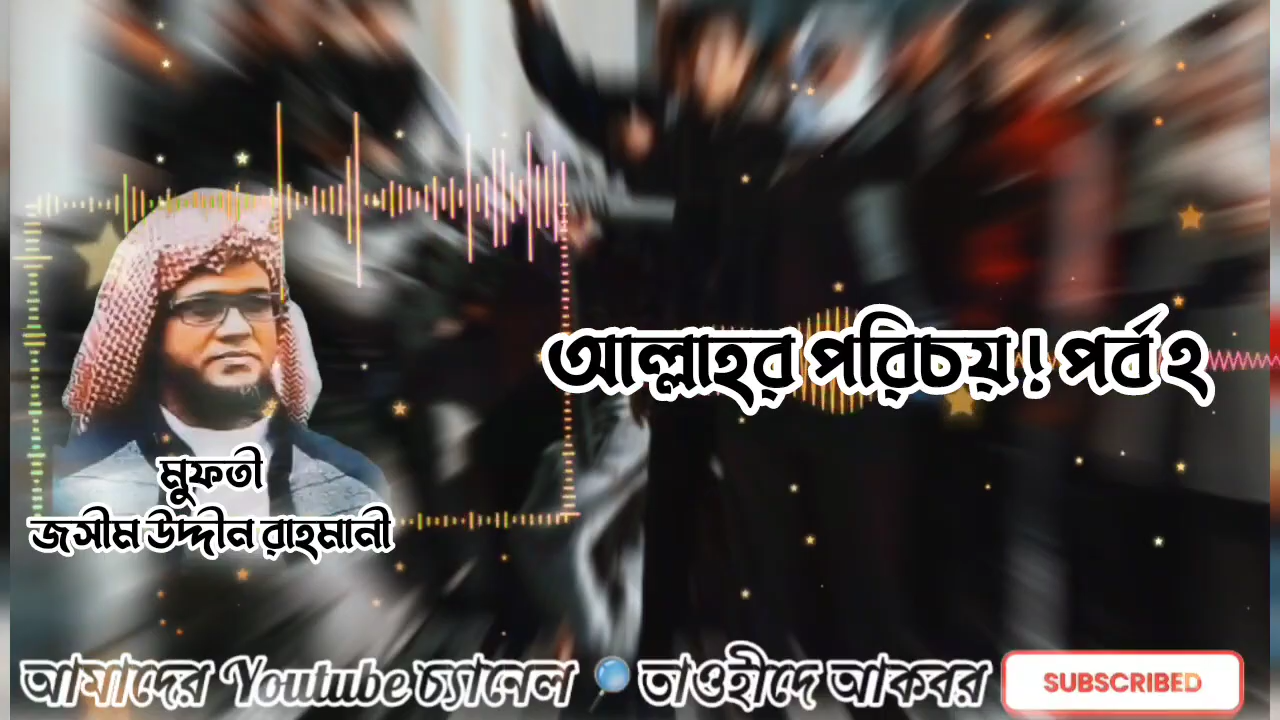 আল্লাহর পরিচয় ! পর্ব ২
মুফতী
জসীম উদ্দীন রাহমানী
আমাদের Youtube চ্যানেল 🔎 তাওহীদে আকবর SUBSCRIBED